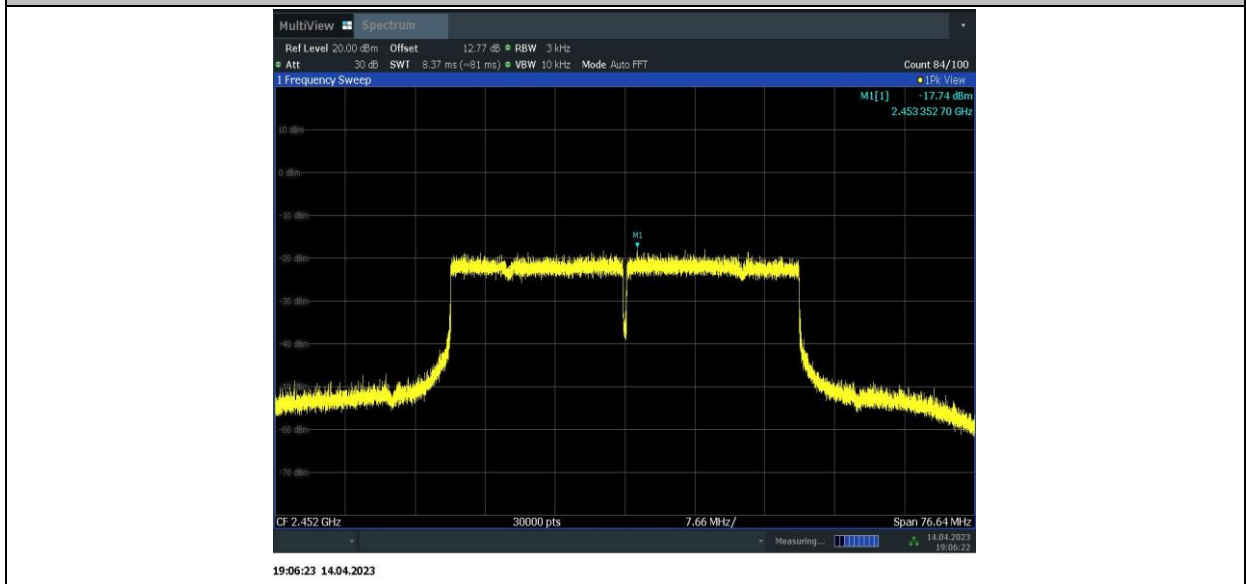 MultiView Spectrum
Ref Level 20.00 dBm Offset 12.77 dB RBW 3 kHz
Att 30 dB SWT 8.37 ms (~81 ms) VBW 10 kHz Mode Auto FFT Count 84/100
1 Frequency Sweep 1Pk View
M1[1] -17.74 dBm
2.453 352 70 GHz
10 dBm
0 dBm
-10 dBm
M1
-20 dBm
-30 dBm
-40 dBm
-60 dBm
-70 dBm
CF 2.452 GHz 30000 pts 7.66 MHz/ Span 76.64 MHz
Measuring... 14.04.2023
19:06:22
19:06:23 14.04.2023